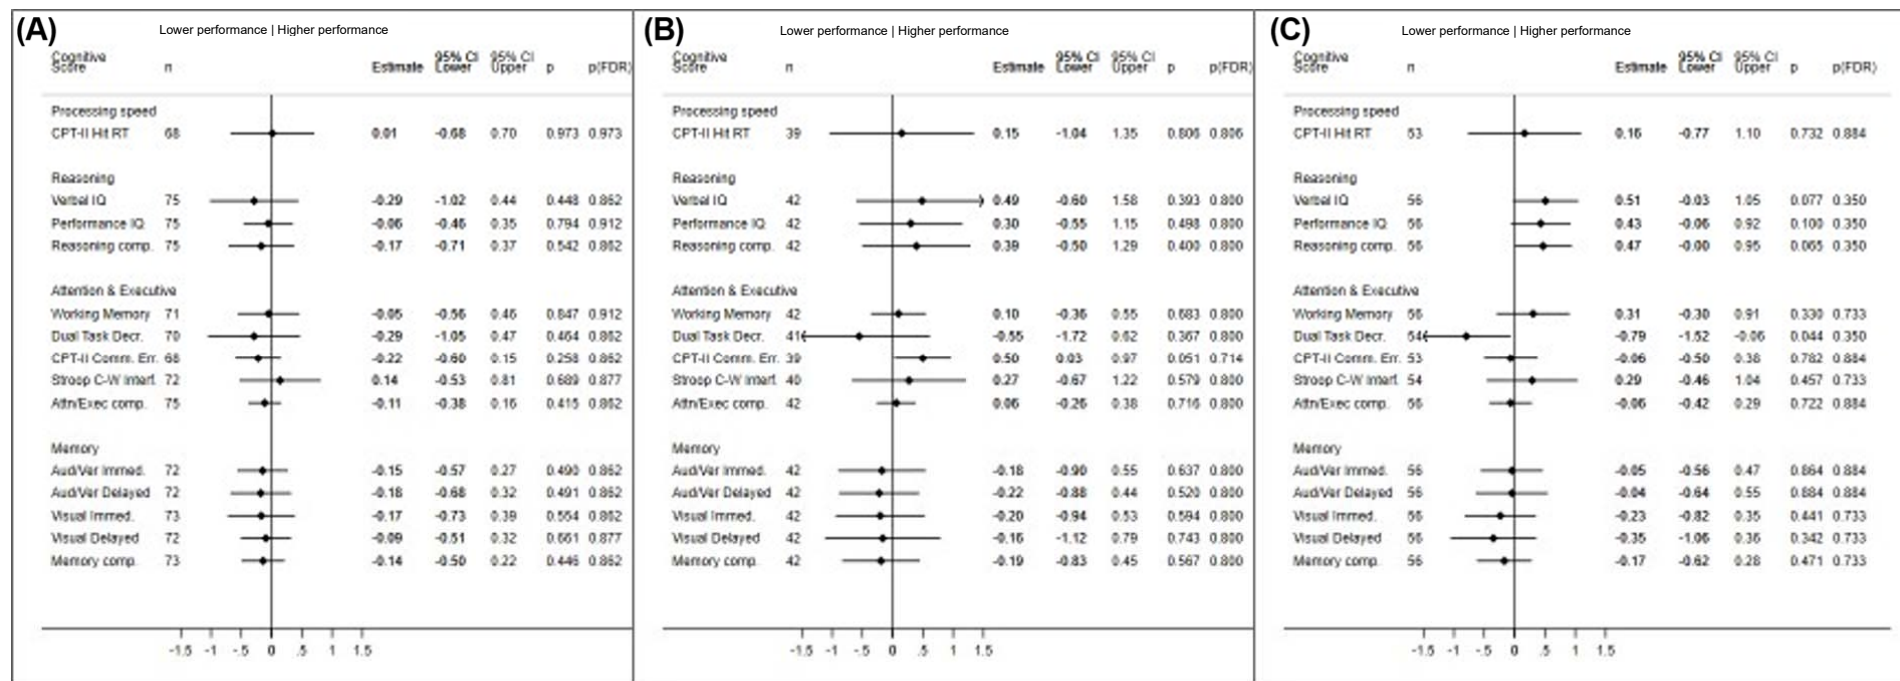 (A)
Lower performance | Higher performance
Cognitive Score n Estimate 95% CI Lower 95% CI Upper p p(FDR)
Processing speed
CPT-II Hit RT 68 0.01 -0.68 0.70 0.973 0.973
Reasoning
Verbal IQ 75 -0.29 -1.02 0.44 0.448 0.862
Performance IQ 75 -0.06 -0.46 0.35 0.794 0.912
Reasoning comp. 75 -0.17 -0.71 0.37 0.542 0.862
Attention & Executive
Working Memory 71 -0.05 -0.56 0.46 0.847 0.912
Dual Task Decr. 70 -0.29 -1.05 0.47 0.464 0.862
CPT-II Comm. Err. 68 -0.22 -0.60 0.15 0.258 0.862
Stroop C-W Interf. 72 0.14 -0.53 0.81 0.689 0.877
Attn/Exec comp. 75 -0.11 -0.38 0.16 0.415 0.862
Memory
Aud/Ver Immed. 72 -0.15 -0.57 0.27 0.490 0.862
Aud/Ver Delayed 72 -0.18 -0.68 0.32 0.491 0.862
Visual Immed. 73 -0.17 -0.73 0.39 0.554 0.862
Visual Delayed 72 -0.09 -0.51 0.32 0.661 0.877
Memory comp. 73 -0.14 -0.50 0.22 0.446 0.862
-1.5 -1 -.5 0 .5 1 1.5
(B)
Lower performance | Higher performance
Cognitive Score n Estimate 95% CI Lower 95% CI Upper p p(FDR)
Processing speed
CPT-II Hit RT 39 0.15 -1.04 1.35 0.806 0.806
Reasoning
Verbal IQ 42 0.49 -0.60 1.58 0.393 0.800
Performance IQ 42 0.30 -0.55 1.15 0.498 0.800
Reasoning comp. 42 0.39 -0.50 1.29 0.400 0.800
Attention & Executive
Working Memory 42 0.10 -0.36 0.55 0.683 0.800
Dual Task Decr. 41 -0.55 -1.72 0.62 0.367 0.800
CPT-II Comm. Err. 39 0.50 0.03 0.97 0.051 0.714
Stroop C-W Interf. 40 0.27 -0.67 1.22 0.579 0.800
Attn/Exec comp. 42 0.06 -0.26 0.38 0.716 0.800
Memory
Aud/Ver Immed. 42 -0.18 -0.90 0.55 0.637 0.800
Aud/Ver Delayed 42 -0.22 -0.88 0.44 0.520 0.800
Visual Immed. 42 -0.20 -0.94 0.53 0.594 0.800
Visual Delayed 42 -0.16 -1.12 0.79 0.743 0.800
Memory comp. 42 -0.19 -0.83 0.45 0.567 0.800
-1.5 -1 -.5 0 .5 1 1.5
(C)
Lower performance | Higher performance
Cognitive Score n Estimate 95% CI Lower 95% CI Upper p p(FDR)
Processing speed
CPT-II Hit RT 53 0.16 -0.77 1.10 0.732 0.884
Reasoning
Verbal IQ 56 0.51 -0.03 1.05 0.077 0.350
Performance IQ 56 0.43 -0.06 0.92 0.100 0.350
Reasoning comp. 56 0.47 -0.00 0.95 0.065 0.350
Attention & Executive
Working Memory 56 0.31 -0.30 0.91 0.330 0.733
Dual Task Decr. 54 -0.79 -1.52 -0.06 0.044 0.350
CPT-II Comm. Err. 53 -0.06 -0.50 0.38 0.782 0.884
Stroop C-W Interf. 54 0.29 -0.46 1.04 0.457 0.733
Attn/Exec comp. 56 -0.06 -0.42 0.29 0.722 0.884
Memory
Aud/Ver Immed. 56 -0.05 -0.56 0.47 0.864 0.884
Aud/Ver Delayed 56 -0.04 -0.64 0.55 0.884 0.884
Visual Immed. 56 -0.23 -0.82 0.35 0.441 0.733
Visual Delayed 56 -0.35 -1.06 0.36 0.342 0.733
Memory comp. 56 -0.17 -0.62 0.28 0.471 0.733
-1.5 -1 -.5 0 .5 1 1.5